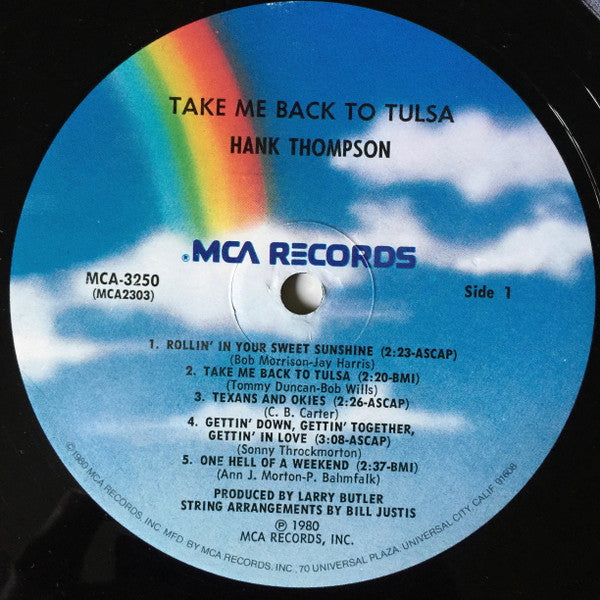 TAKE ME BACK TO TULSA
HANK THOMPSON
®MCA RECORDS
MCA-3250
(MCA2303)
Side 1
1. ROLLIN' IN YOUR SWEET SUNSHINE (2:23-ASCAP)
(Bob Morrison-Jay Harris)
2. TAKE ME BACK TO TULSA (2:20-BMI)
(Tommy Duncan-Bob Wills)
3. TEXANS AND OKIES (2:26-ASCAP)
(C. B. Carter)
4. GETTIN' DOWN, GETTIN' TOGETHER,
GETTIN' IN LOVE (3:08-ASCAP)
(Sonny Throckmorton)
5. ONE HELL OF A WEEKEND (2:37-BMI)
(Ann J. Morton-P. Bahmfalk)
PRODUCED BY LARRY BUTLER
STRING ARRANGEMENTS BY BILL JUSTIS
℗ 1980
MCA RECORDS, INC.
©1980 MCA RECORDS, INC. MFD BY MCA RECORDS, INC., 70 UNIVERSAL PLAZA, UNIVERSAL CITY, CALIF. 91608